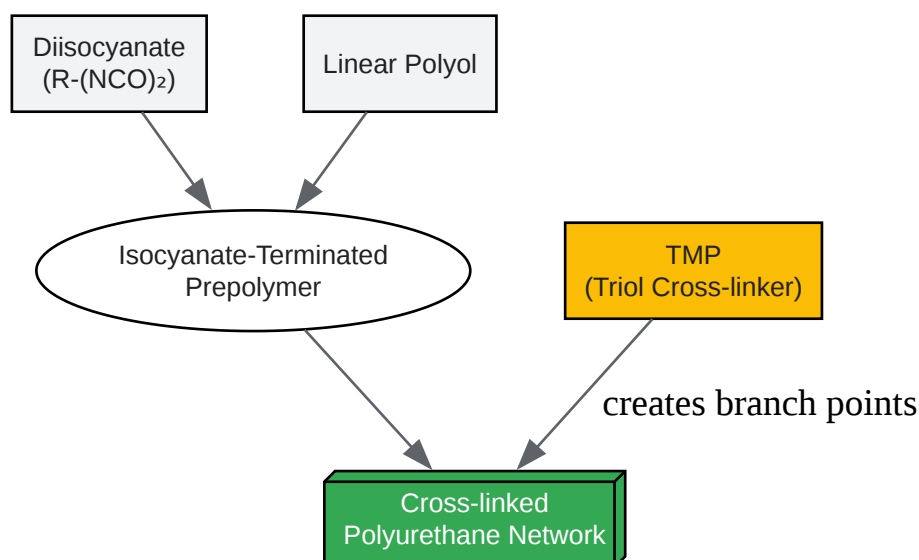 Diisocyanate
(R-(NCO)₂)
Linear Polyol
Isocyanate-Terminated
Prepolymer
TMP
(Triol Cross-linker)
creates branch points
Cross-linked
Polyurethane Network